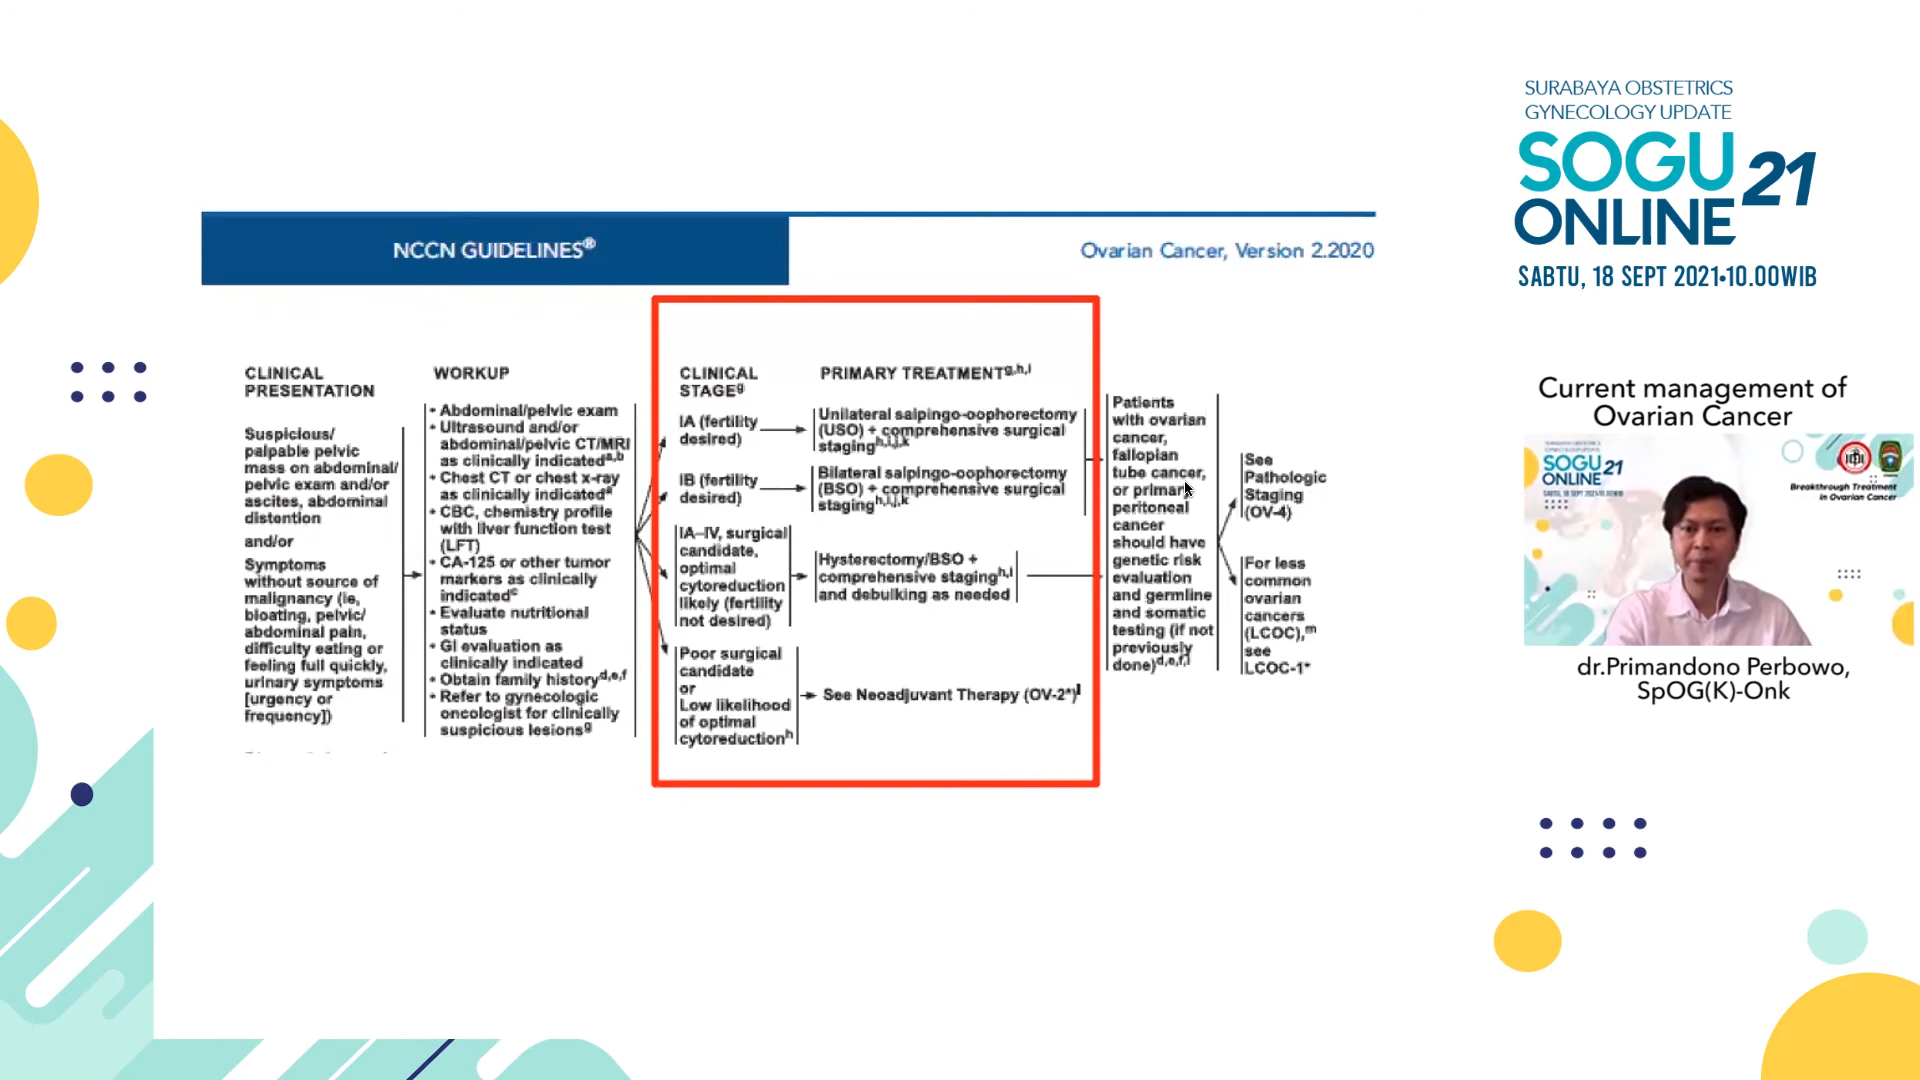 SURABAYA OBSTETRICS
GYNECOLOGY UPDATE
SOGU 21
ONLINE
SABTU, 18 SEPT 2021•10.00WIB
NCCN GUIDELINES®
Ovarian Cancer, Version 2.2020
CLINICAL
PRESENTATION
Suspicious/
palpable pelvic
mass on abdominal/
pelvic exam and/or
ascites, abdominal
distention
and/or
Symptoms
without source of
malignancy (ie,
bloating, pelvic/
abdominal pain,
difficulty eating or
feeling full quickly,
urinary symptoms
[urgency or
frequency])
WORKUP
• Abdominal/pelvic exam
• Ultrasound and/or
abdominal/pelvic CT/MRI
as clinically indicated a,b
• Chest CT or chest x-ray
as clinically indicated a
• CBC, chemistry profile
with liver function test
(LFT)
• CA-125 or other tumor
markers as clinically
indicated c
• Evaluate nutritional
status
• GI evaluation as
clinically indicated
• Obtain family history d,e,f
• Refer to gynecologic
oncologist for clinically
suspicious lesions g
CLINICAL
STAGE g
IA (fertility
desired)
IB (fertility
desired)
IA–IV, surgical
candidate,
optimal
cytoreduction
likely (fertility
not desired)
Poor surgical
candidate
or
Low likelihood
of optimal
cytoreduction h
PRIMARY TREATMENT g,h,i
Unilateral salpingo-oophorectomy
(USO) + comprehensive surgical
staging h,i,j,k
Bilateral salpingo-oophorectomy
(BSO) + comprehensive surgical
staging h,i,j,k
Hysterectomy/BSO +
comprehensive staging h,i
and debulking as needed
See Neoadjuvant Therapy (OV-2*) l
Patients
with ovarian
cancer,
fallopian
tube cancer,
or primary
peritoneal
cancer
should have
genetic risk
evaluation
and germline
and somatic
testing (if not
previously
done) d,e,f,l
See
Pathologic
Staging
(OV-4)
For less
common
ovarian
cancers
(LCOC), m
see
LCOC-1*
Current management of
Ovarian Cancer
SOGU 21
ONLINE
Breakthrough Treatment
in Ovarian Cancer
dr.Primandono Perbowo,
SpOG(K)-Onk